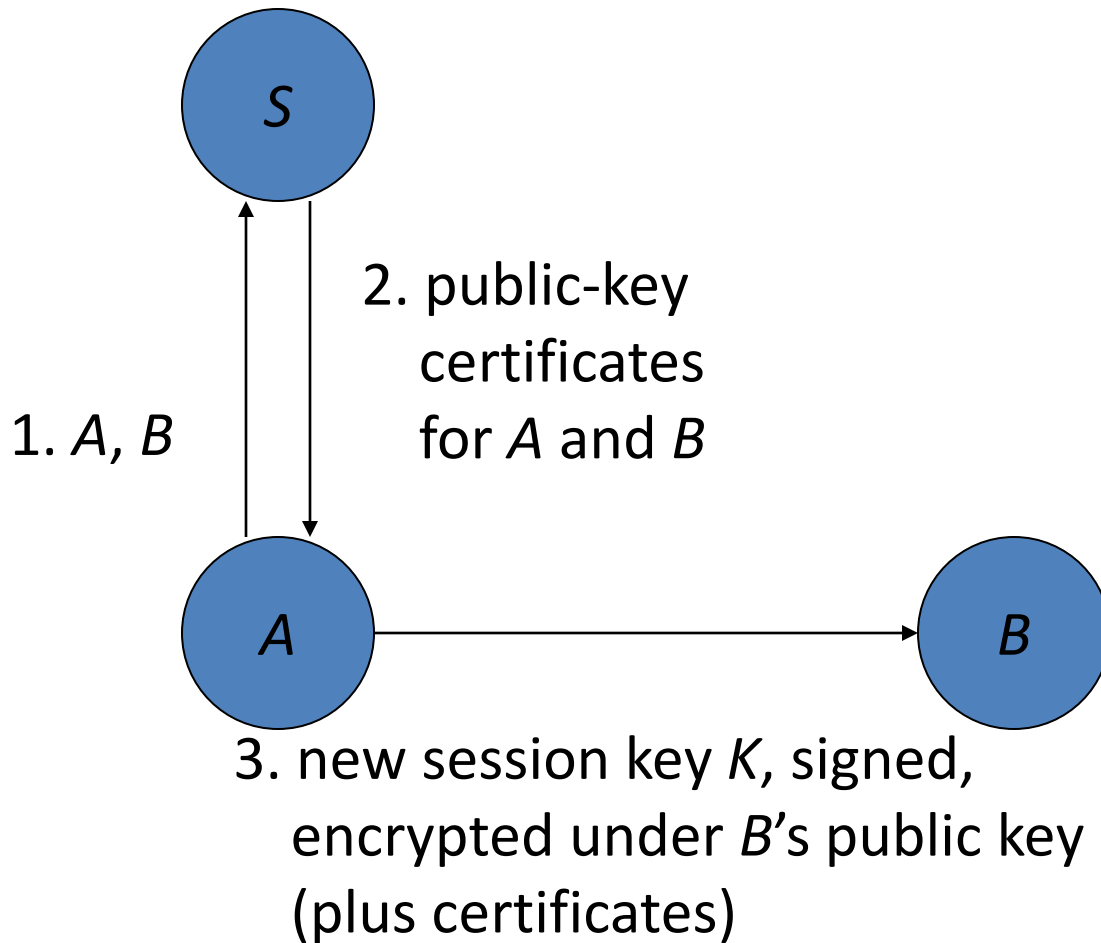 S
2. public-key
certificates
for A and B
1. A, B
A
B
3. new session key K, signed,
encrypted under B’s public key
(plus certificates)